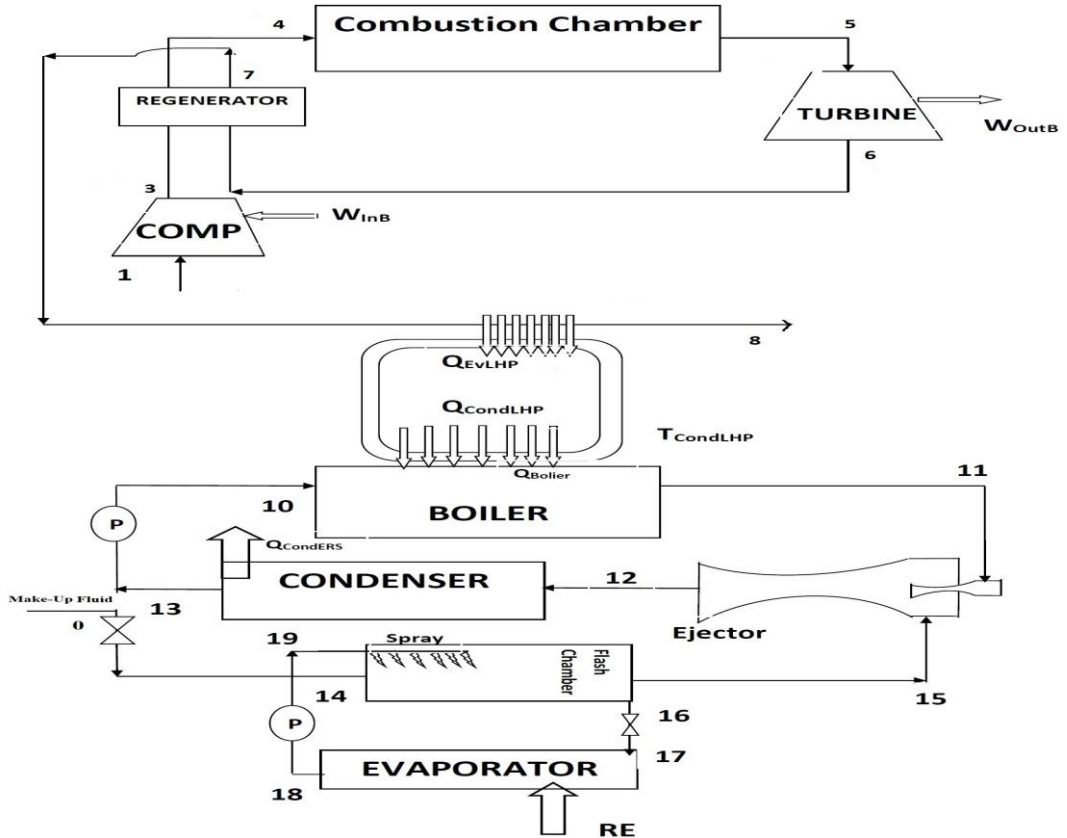 4
Combustion Chamber
5
7
REGENERATOR
TURBINE
WOutB
6
3
WInB
COMP
1
8
QEvLHP
QCondLHP
TCondLHP
QBolier
11
10
BOILER
P
QCondERS
CONDENSER
12
Make-Up Fluid
13
0
Ejector
19
Spray
Flash
Chamber
14
15
16
P
17
EVAPORATOR
18
RE